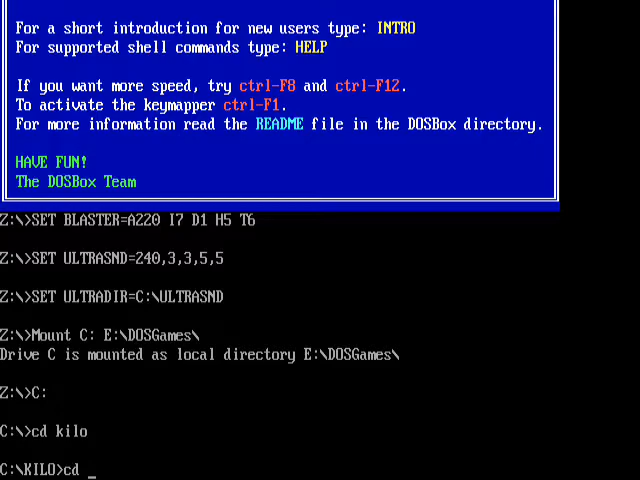 For a short introduction for new users type: INTRO
For supported shell commands type: HELP
If you want more speed, try ctrl-F8 and ctrl-F12.
To activate the keymapper ctrl-F1.
For more information read the README file in the DOSBox directory.
HAVE FUN!
The DOSBox Team
Z:\>SET BLASTER=A220 I7 D1 H5 T6
Z:\>SET ULTRASND=240,3,3,5,5
Z:\>SET ULTRADIR=C:\ULTRASND
Z:\>Mount C: E:\DOSGames\
Drive C is mounted as local directory E:\DOSGames\
Z:\>C:
C:\>cd kilo
C:\KILO>cd _